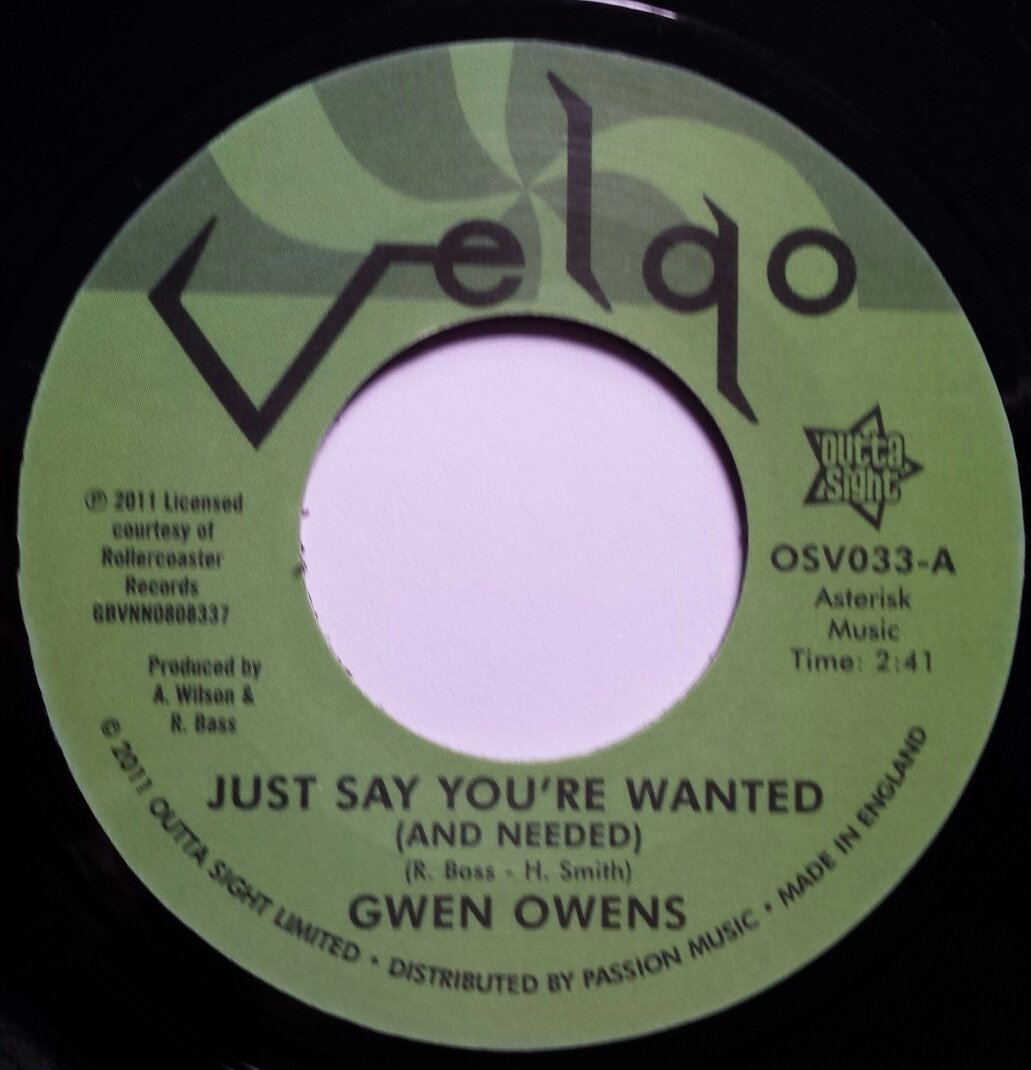 Velgo
outta
sight
OSV033-A
Asterisk
Music
Time: 2:41
℗ 2011 Licensed
courtesy of
Rollercoaster
Records
GBVNN0808337
Produced by
A. Wilson &
R. Bass
JUST SAY YOU'RE WANTED
(AND NEEDED)
(R. Bass - H. Smith)
GWEN OWENS
© 2011 OUTTA SIGHT LIMITED • DISTRIBUTED BY PASSION MUSIC • MADE IN ENGLAND